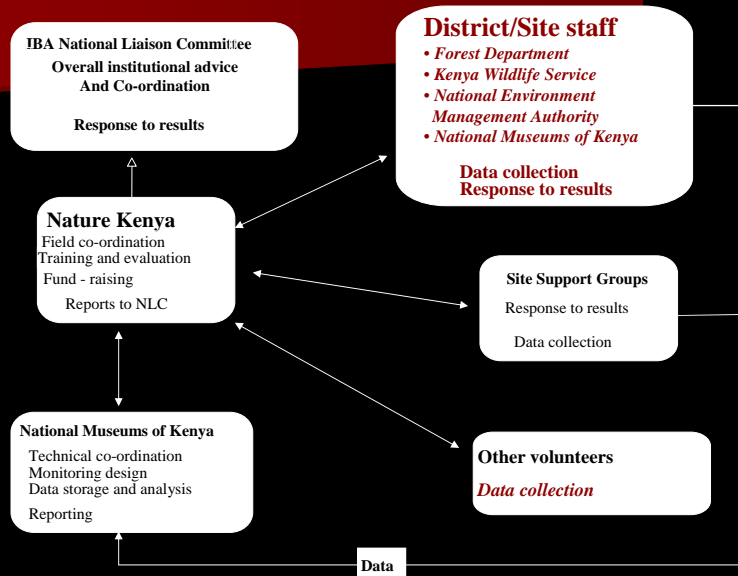 IBA National Liaison Committee
Overall institutional advice
And Co-ordination
Response to results
District/Site staff
• Forest Department
• Kenya Wildlife Service
• National Environment
Management Authority
• National Museums of Kenya
Data collection
Response to results
Nature Kenya
Field co-ordination
Training and evaluation
Fund - raising
Reports to NLC
Site Support Groups
Response to results
Data collection
National Museums of Kenya
Technical co-ordination
Monitoring design
Data storage and analysis
Reporting
Other volunteers
Data collection
Data